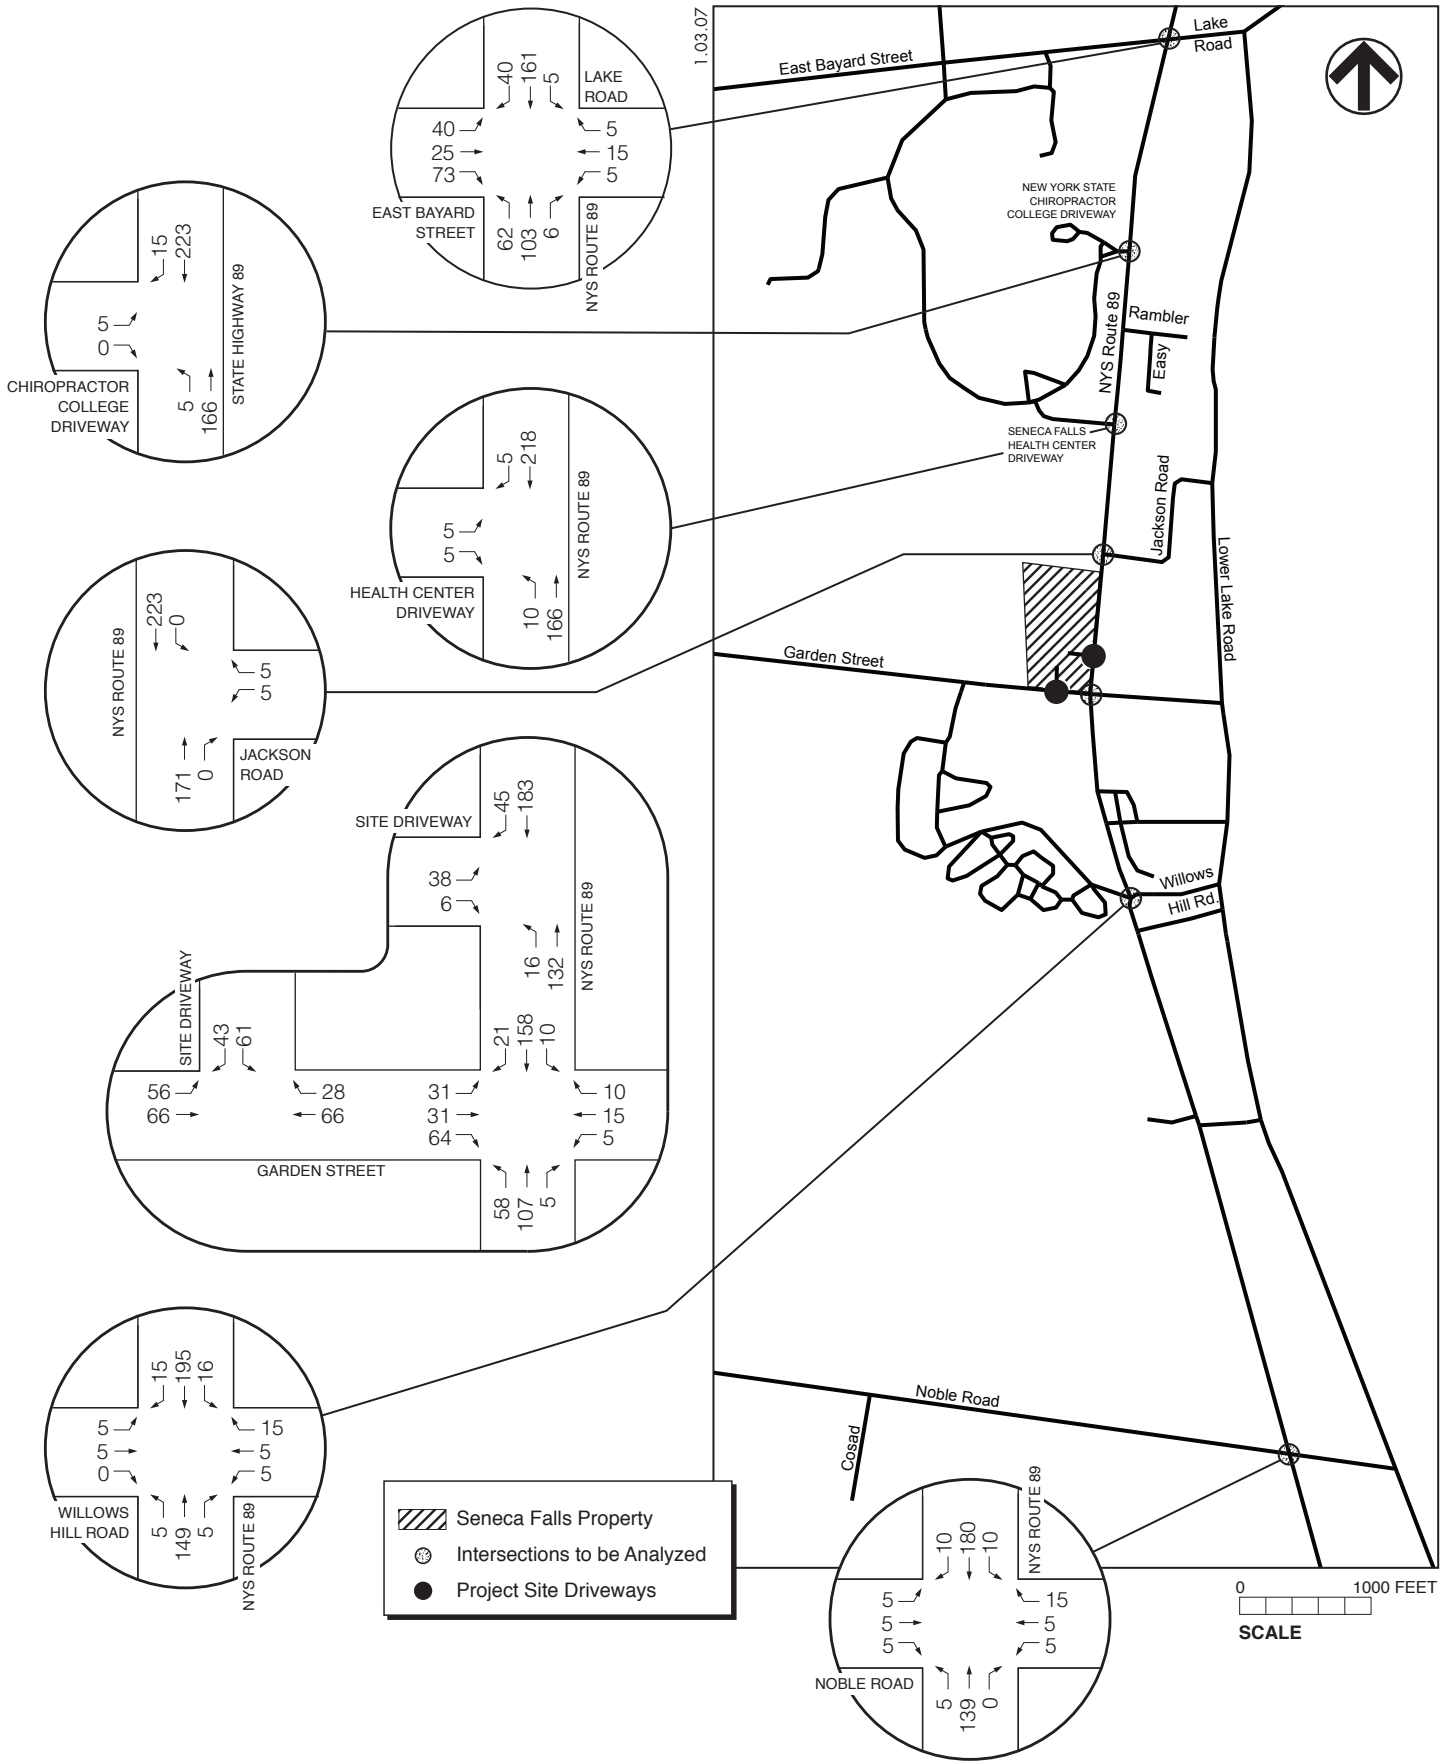 1.03.07
40
161
5
LAKE
ROAD
40
25
73
5
15
5
EAST BAYARD
STREET
62
103
6
NYS ROUTE 89
15
223
5
0
STATE HIGHWAY 89
CHIROPRACTOR
COLLEGE
DRIVEWAY
5
166
5
218
5
5
NYS ROUTE 89
HEALTH CENTER
DRIVEWAY
10
166
NYS ROUTE 89
223
0
5
5
171
0
JACKSON
ROAD
SITE DRIVEWAY
45
183
38
6
NYS ROUTE 89
16
132
SITE DRIVEWAY
43
61
56
66
28
66
21
158
10
31
31
64
10
15
5
GARDEN STREET
58
107
5
15
195
16
5
5
0
15
5
5
WILLOWS
HILL ROAD
5
149
5
NYS ROUTE 89
Lake
Road
East Bayard Street
NEW YORK STATE
CHIROPRACTOR
COLLEGE DRIVEWAY
NYS Route 89
Rambler
Easy
SENECA FALLS
HEALTH CENTER
DRIVEWAY
Jackson Road
Lower Lake Road
Garden Street
Willows
Hill Rd.
Noble Road
Cosad
Seneca Falls Property
Intersections to be Analyzed
Project Site Driveways
10
180
10
NYS ROUTE 89
5
5
5
15
5
5
NOBLE ROAD
5
139
0
0 1000 FEET
SCALE